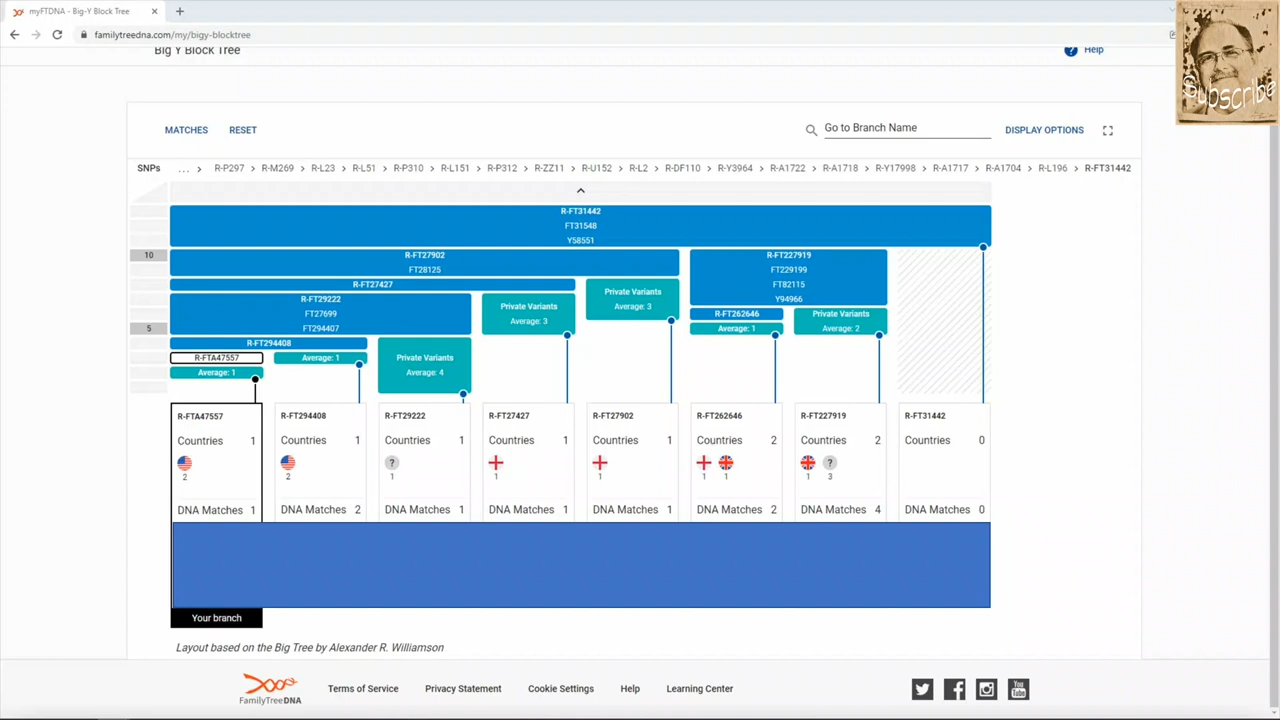 myFTDNA - Big-Y Block Tree
familytreedna.com/my/bigy-blocktree
Subscribe
Big Y Block Tree
Help
MATCHES RESET Go to Branch Name DISPLAY OPTIONS
SNPs ... > R-P297 > R-M269 > R-L23 > R-L51 > R-P310 > R-L151 > R-P312 > R-ZZ11 > R-U152 > R-L2 > R-DF110 > R-Y3964 > R-A1722 > R-A1718 > R-Y17998 > R-A1717 > R-A1704 > R-L196 > R-FT31442
R-FT31442
FT31548
Y58551
10
R-FT27902
FT28125
R-FT227919
FT229199
FT82115
Y94966
R-FT27427
Private Variants
Average: 3
R-FT29222
FT27699
FT294407
Private Variants
Average: 3
R-FT262646
Average: 1
Private Variants
Average: 2
5
R-FT294408
R-FTA47557
Average: 1
Average: 1
Private Variants
Average: 4
R-FTA47557 R-FT294408 R-FT29222 R-FT27427 R-FT27902 R-FT262646 R-FT227919 R-FT31442
Countries 1 Countries 1 Countries 1 Countries 1 Countries 1 Countries 2 Countries 2 Countries 0
? ?
2 2 1 1 1 1 1 1 3
DNA Matches 1 DNA Matches 2 DNA Matches 1 DNA Matches 1 DNA Matches 1 DNA Matches 2 DNA Matches 4 DNA Matches 0
Your branch
Layout based on the Big Tree by Alexander R. Williamson
FamilyTreeDNA
Terms of Service Privacy Statement Cookie Settings Help Learning Center
You Tube